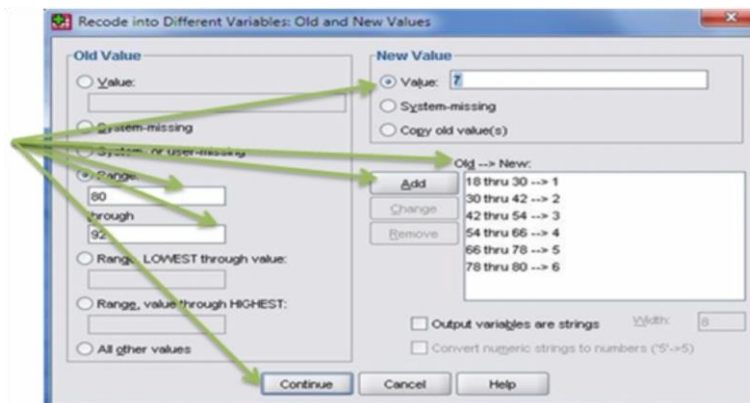 Recode into Different Variables: Old and New Values
Old Value
Value:
System-missing
System- or user-missing
Range:
80
through
92
Range, LOWEST through value:
Range, value through HIGHEST:
All other values
New Value
Value: 7
System-missing
Copy old value(s)
Old --> New:
Add
Change
Remove
18 thru 30 --> 1
30 thru 42 --> 2
42 thru 54 --> 3
54 thru 66 --> 4
66 thru 78 --> 5
78 thru 80 --> 6
Output variables are strings Width: 8
Convert numeric strings to numbers ('5'->5)
Continue Cancel Help